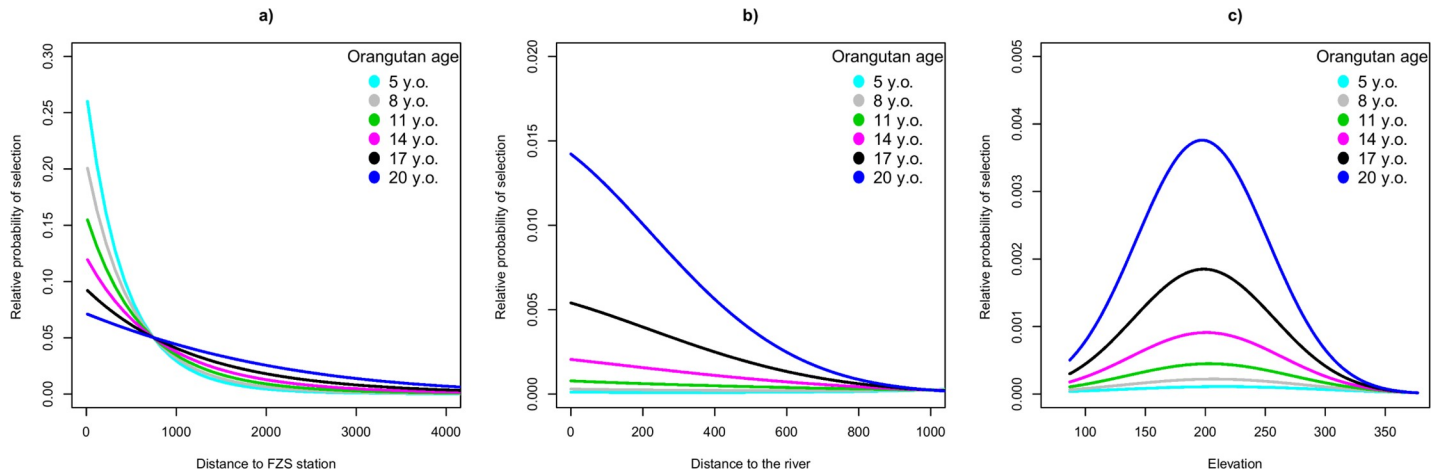 a)
Relative probability of selection
0.30
0.25
0.20
0.15
0.10
0.05
0.00
Orangutan age
5 y.o.
8 y.o.
11 y.o.
14 y.o.
17 y.o.
20 y.o.
0 1000 2000 3000 4000
Distance to FZS station
b)
Relative probability of selection
0.020
0.015
0.010
0.005
0.000
Orangutan age
5 y.o.
8 y.o.
11 y.o.
14 y.o.
17 y.o.
20 y.o.
0 200 400 600 800 1000
Distance to the river
c)
Relative probability of selection
0.005
0.004
0.003
0.002
0.001
0.000
Orangutan age
5 y.o.
8 y.o.
11 y.o.
14 y.o.
17 y.o.
20 y.o.
100 150 200 250 300 350
Elevation